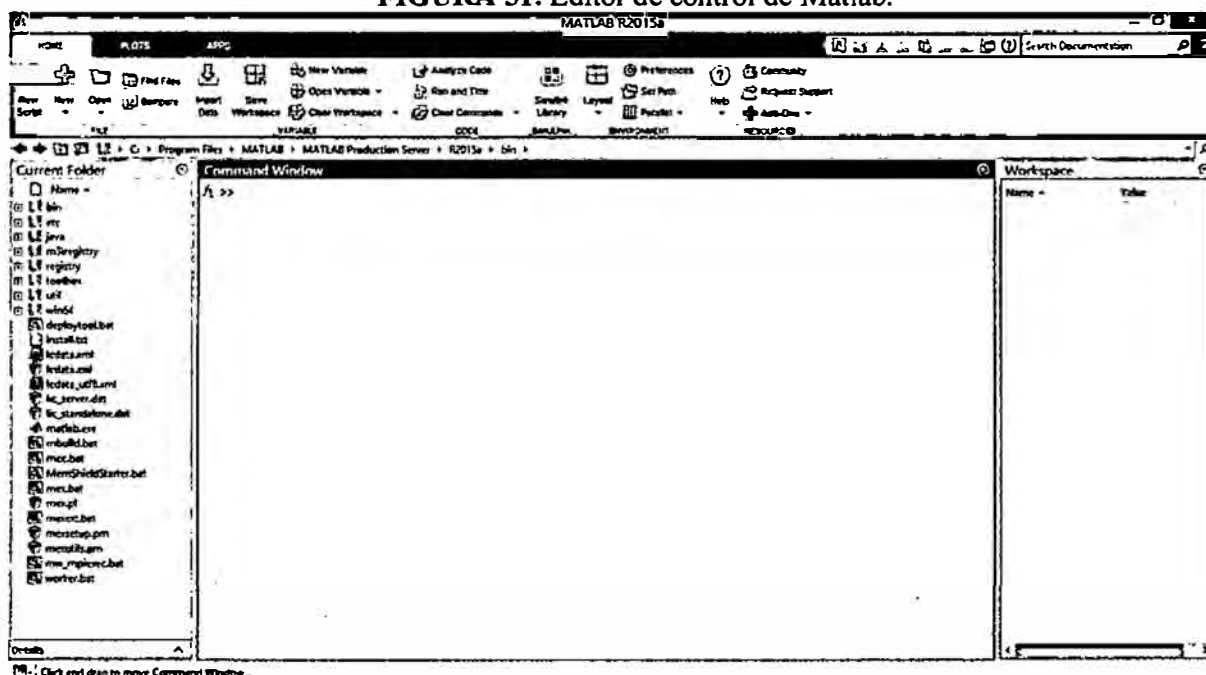 FIGURA 51. Editor de control de Matlab.
MATLAB R2015a
HOME PLOTS APPS Search Documentation
New Script
New
Open
Find Files
Compare
Import Data
Save Workspace
New Variable
Open Variable
Clear Workspace
Analyze Code
Run and Time
Clear Commands
Simulink Library
Layout
Preferences
Set Path
Parallel
Help
Community
Request Support
Add-Ons
FILE VARIABLE CODE SIMULINK ENVIRONMENT RESOURCES
C: Program Files MATLAB MATLAB Production Server R2015a bin
Current Folder
Name
bin
etc
java
m3iregistry
registry
toolbox
util
win64
deploytool.bat
install.txt
lcdata.xml
lcdata.xml
lcdata_utf8.xml
lic_server.dat
lic_standalone.dat
matlab.exe
mbuild.bat
mcc.bat
MemShieldStarter.bat
mex.bat
mex.pl
mexext.bat
mexsetup.pm
mexutils.pm
mw_mpiexec.bat
worker.bat
Details
Command Window
fx >>
Workspace
Name Value
Click and drag to move Command Window...